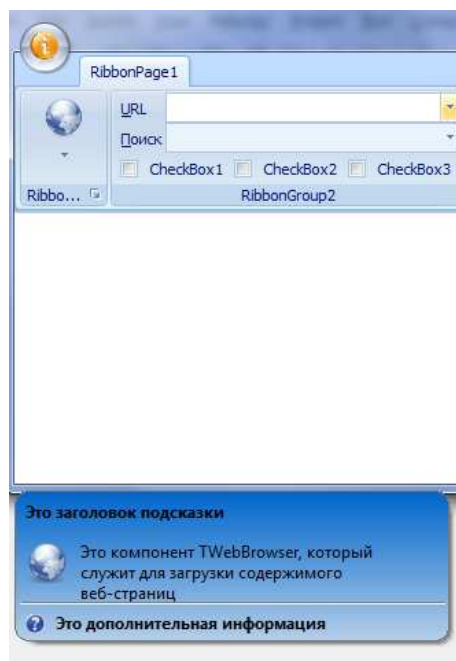 RibbonPage1
URL
Поиск
CheckBox1 CheckBox2 CheckBox3
Ribbo... RibbonGroup2
Это заголовок подсказки
Это компонент TWebBrowser, который
служит для загрузки содержимого
веб-страниц
Это дополнительная информация